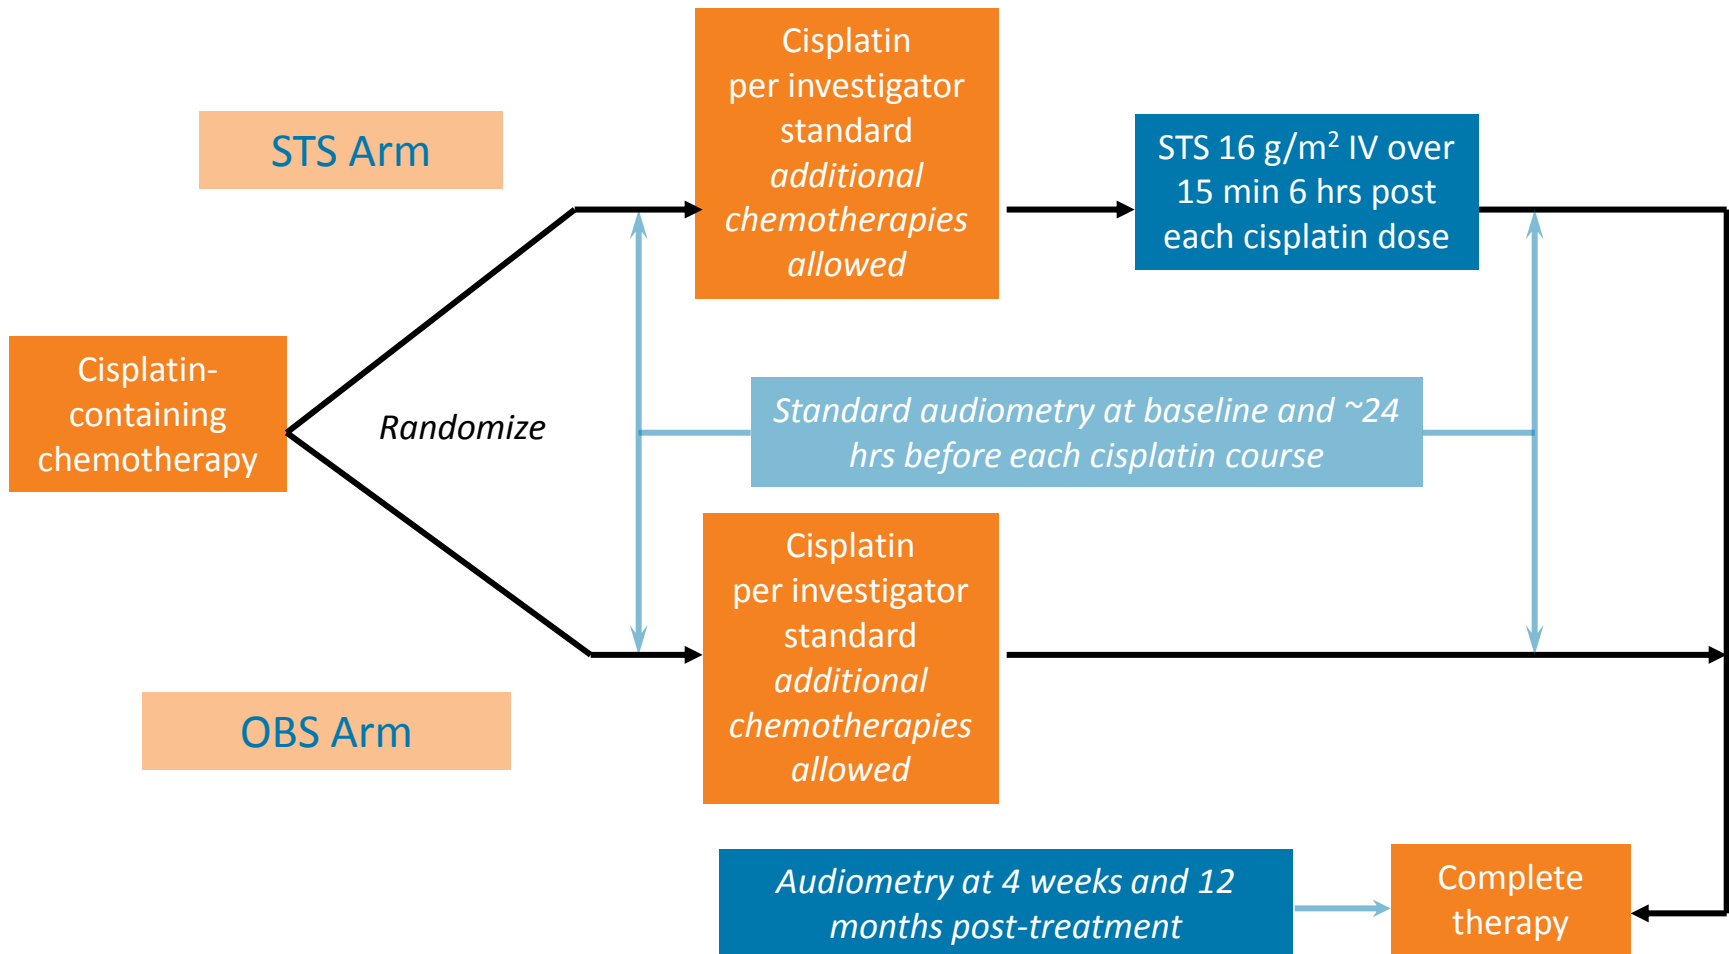 STS Arm
Cisplatin
per investigator
standard
additional
chemotherapies
allowed
STS 16 g/m² IV over
15 min 6 hrs post
each cisplatin dose
Cisplatin-
containing
chemotherapy
Randomize
Standard audiometry at baseline and ~24
hrs before each cisplatin course
OBS Arm
Cisplatin
per investigator
standard
additional
chemotherapies
allowed
Audiometry at 4 weeks and 12
months post-treatment
Complete
therapy